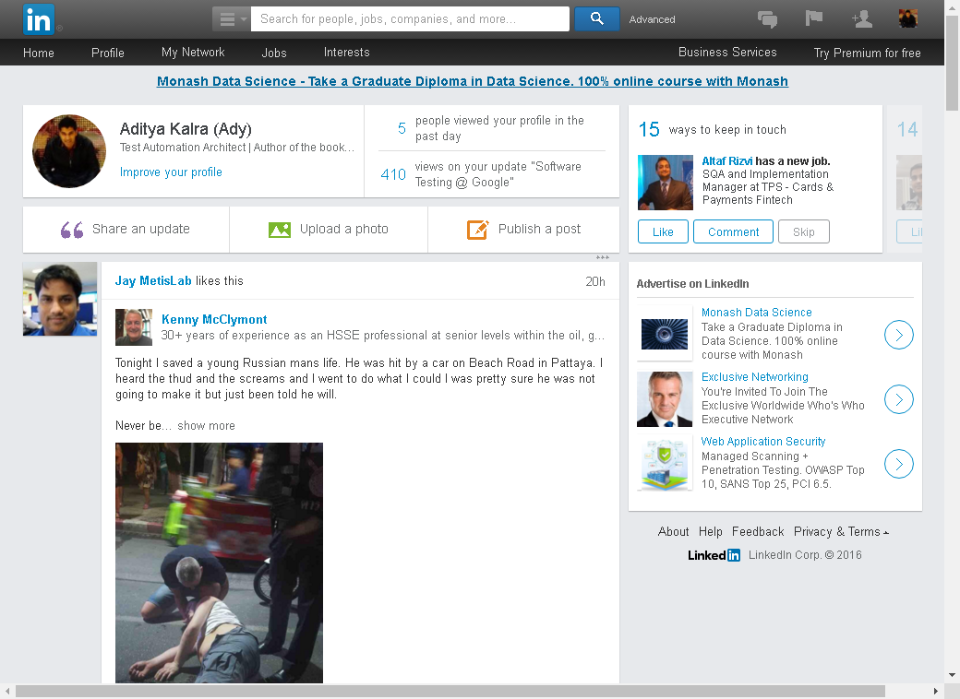 in
Search for people, jobs, companies, and more...
Advanced
Home
Profile
My Network
Jobs
Interests
Business Services
Try Premium for free
Monash Data Science - Take a Graduate Diploma in Data Science. 100% online course with Monash
Aditya Kalra (Ady)
Test Automation Architect | Author of the book...
Improve your profile
5 people viewed your profile in the
past day
410 views on your update "Software
Testing @ Google"
15 ways to keep in touch
14
Altaf Rizvi has a new job.
SQA and Implementation
Manager at TPS - Cards &
Payments Fintech
Like
Comment
Skip
Li
Share an update
Upload a photo
Publish a post
Jay MetisLab likes this
20h
Kenny McClymont
30+ years of experience as an HSSE professional at senior levels within the oil, g...
Tonight I saved a young Russian mans life. He was hit by a car on Beach Road in Pattaya. I
heard the thud and the screams and I went to do what I could I was pretty sure he was not
going to make it but just been told he will.
Never be... show more
Advertise on LinkedIn
Monash Data Science
Take a Graduate Diploma in
Data Science. 100% online
course with Monash
Exclusive Networking
You're Invited To Join The
Exclusive Worldwide Who's Who
Executive Network
Web Application Security
Managed Scanning +
Penetration Testing. OWASP Top
10, SANS Top 25, PCI 6.5.
About Help Feedback Privacy & Terms
LinkedIn LinkedIn Corp. © 2016